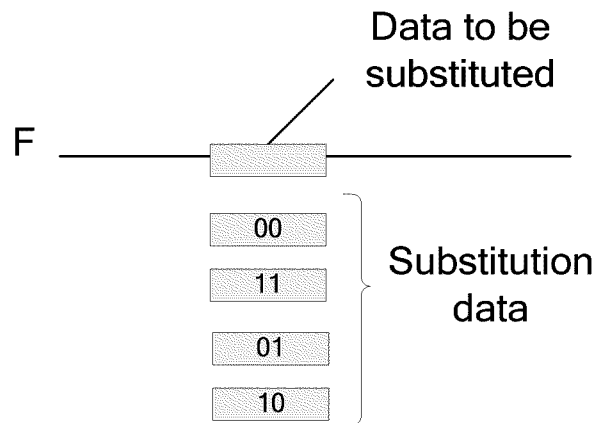 Data to be
substituted
F
00
11
01
10
Substitution
data